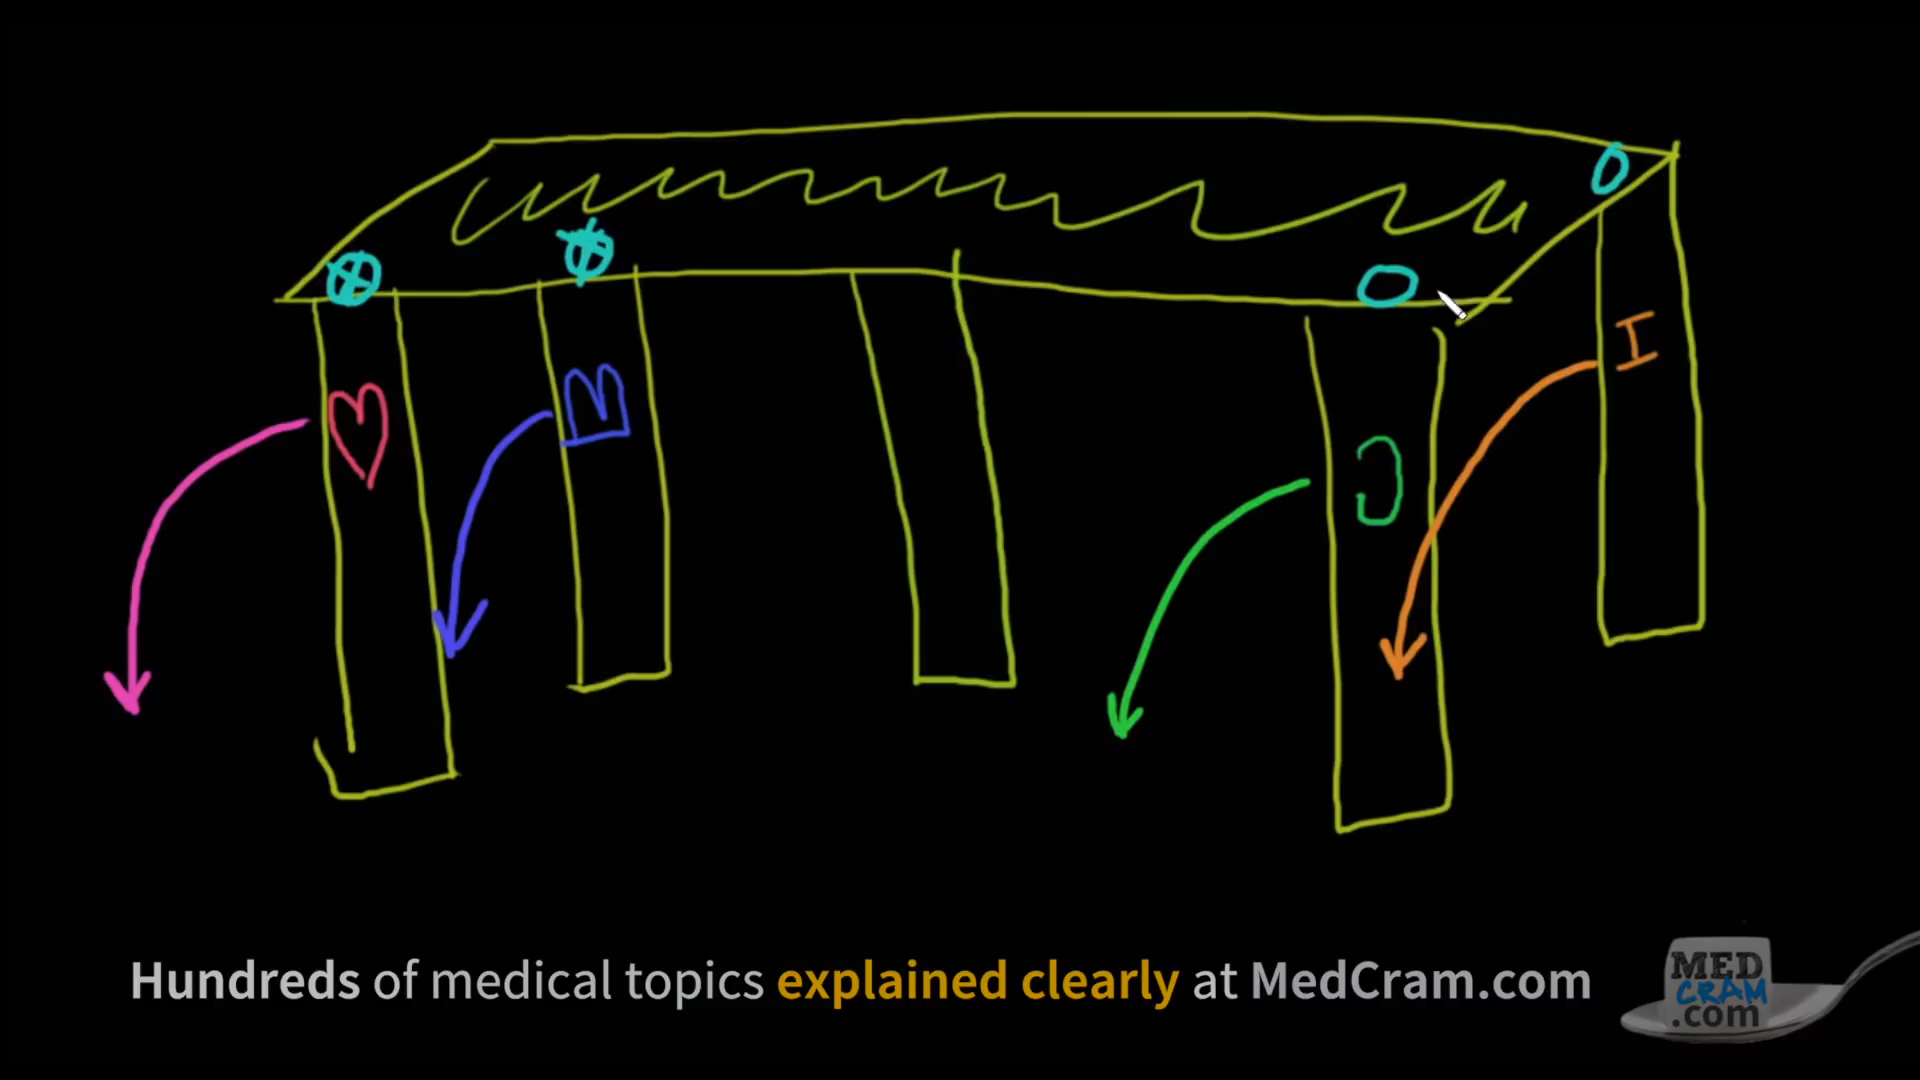 I
Hundreds of medical topics explained clearly at MedCram.com
MED
CRAM
.com